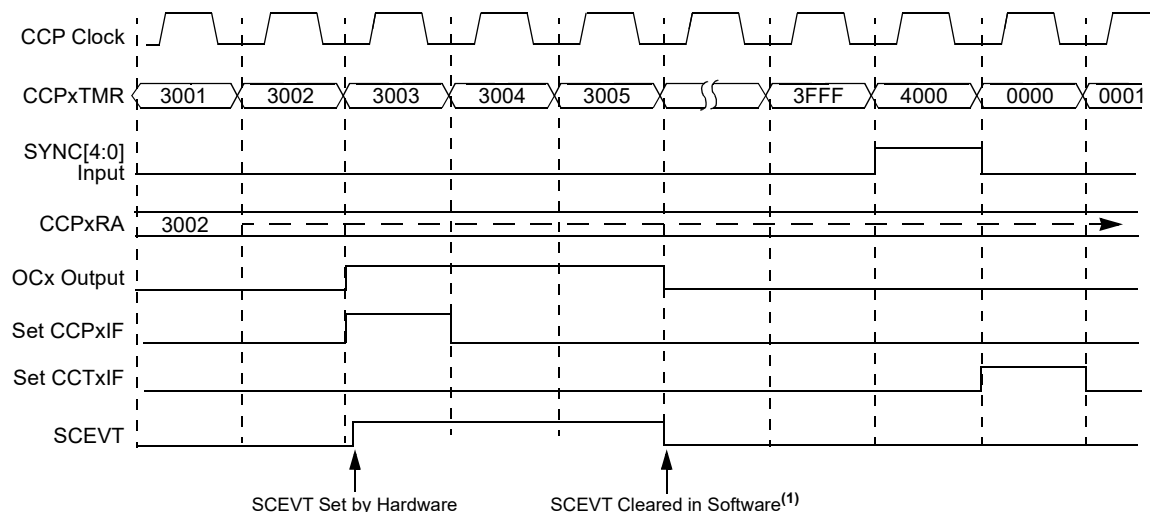 CCP Clock
CCPxTMR 3001 3002 3003 3004 3005 3FFF 4000 0000 0001
SYNC[4:0]
Input
CCPxRA 3002
OCx Output
Set CCPxIF
Set CCTxIF
SCEVT
SCEVT Set by Hardware SCEVT Cleared in Software(1)